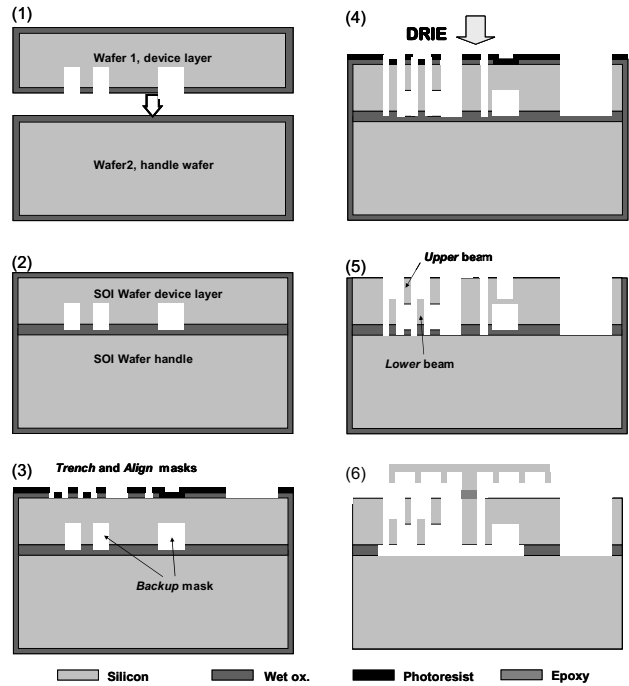 (1)
Wafer 1, device layer
Wafer2, handle wafer
(2)
SOI Wafer device layer
SOI Wafer handle
(3)
Trench and Align masks
Backup mask
(4)
DRIE
(5)
Upper beam
Lower beam
(6)
Silicon
Wet ox.
Photoresist
Epoxy